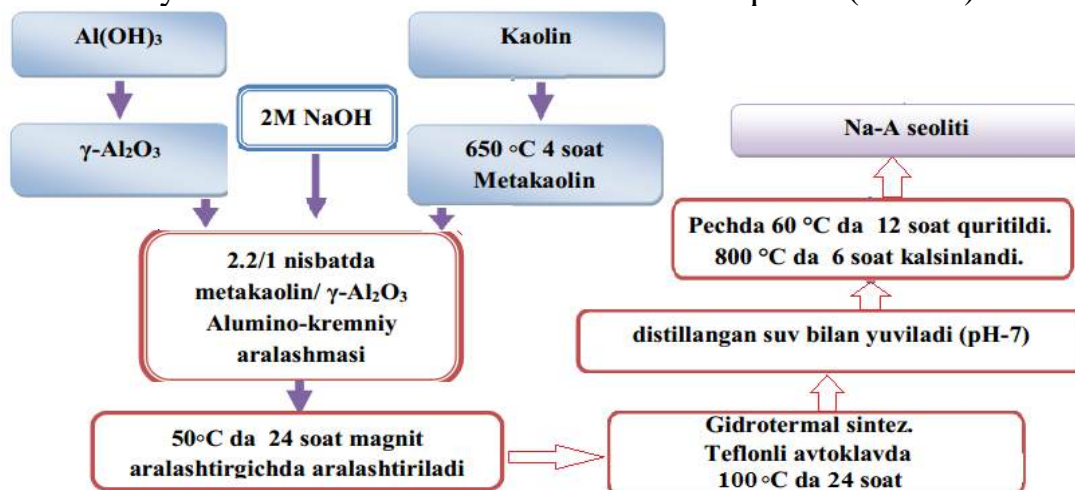 Al(OH)₃
Kaolin
2M NaOH
γ-Al₂O₃
650 °C 4 soat
Metakaolin
2.2/1 nisbatda
metakaolin/ γ-Al₂O₃
Alumino-kremniy
aralashmasi
50◦C da 24 soat magnit
aralashtirgichda aralashtiriladi
Gidrotermal sintez.
Teflonli avtoklavda
100 ◦C da 24 soat
distillangan suv bilan yuviladi (pH-7)
Pechda 60 °C da 12 soat quritildi.
800 °C da 6 soat kalsinlandi.
Na-A seoliti